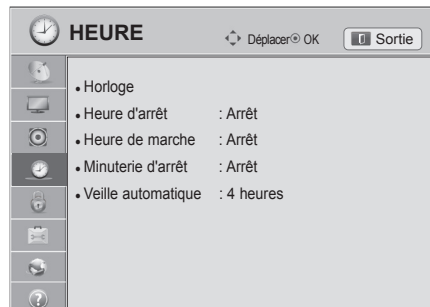 HEURE
Déplacer OK
Sortie
• Horloge
• Heure d'arrêt : Arrêt
• Heure de marche : Arrêt
• Minuterie d'arrêt : Arrêt
• Veille automatique : 4 heures